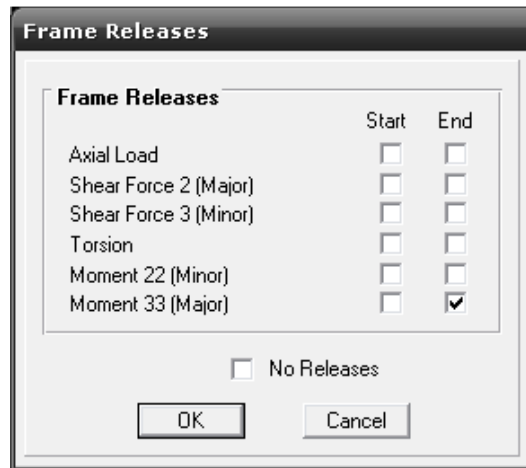 Frame Releases
Frame Releases
Start End
Axial Load
Shear Force 2 (Major)
Shear Force 3 (Minor)
Torsion
Moment 22 (Minor)
Moment 33 (Major)
No Releases
OK Cancel